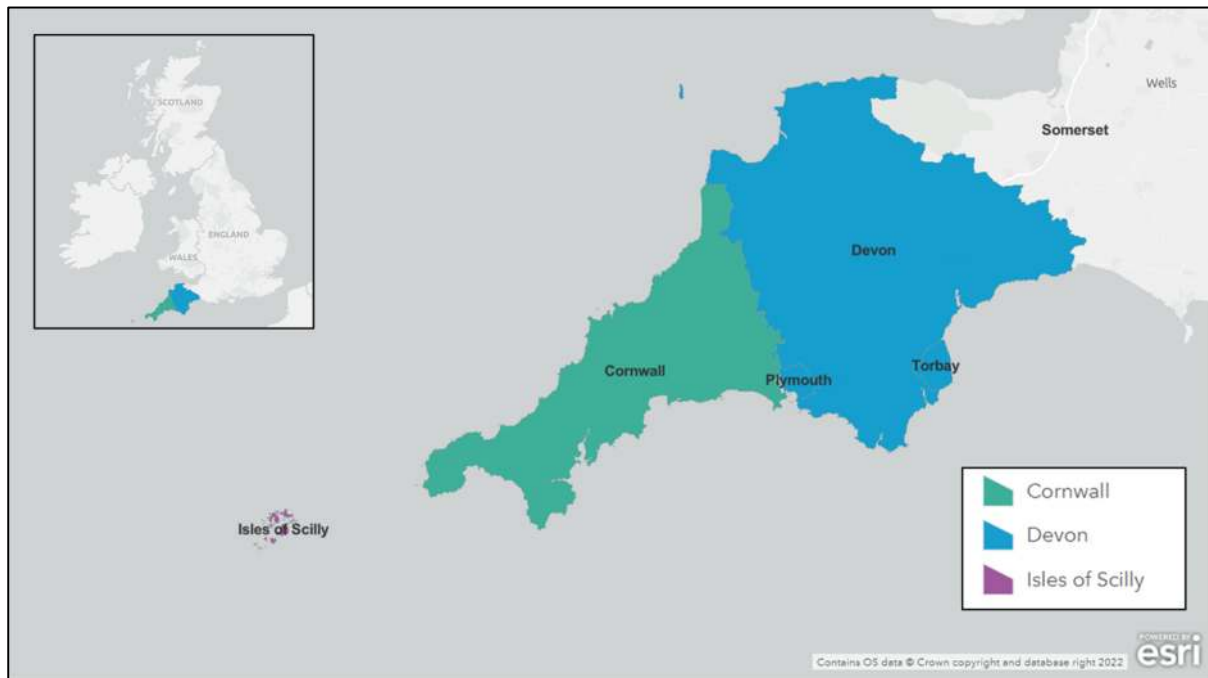 SCOTLAND
ENGLAND
WALES
Wells
Somerset
Devon
Cornwall
Plymouth
Torbay
Isles of Scilly
Cornwall
Devon
Isles of Scilly
POWERED BY
esri
Contains OS data © Crown copyright and database right 2022